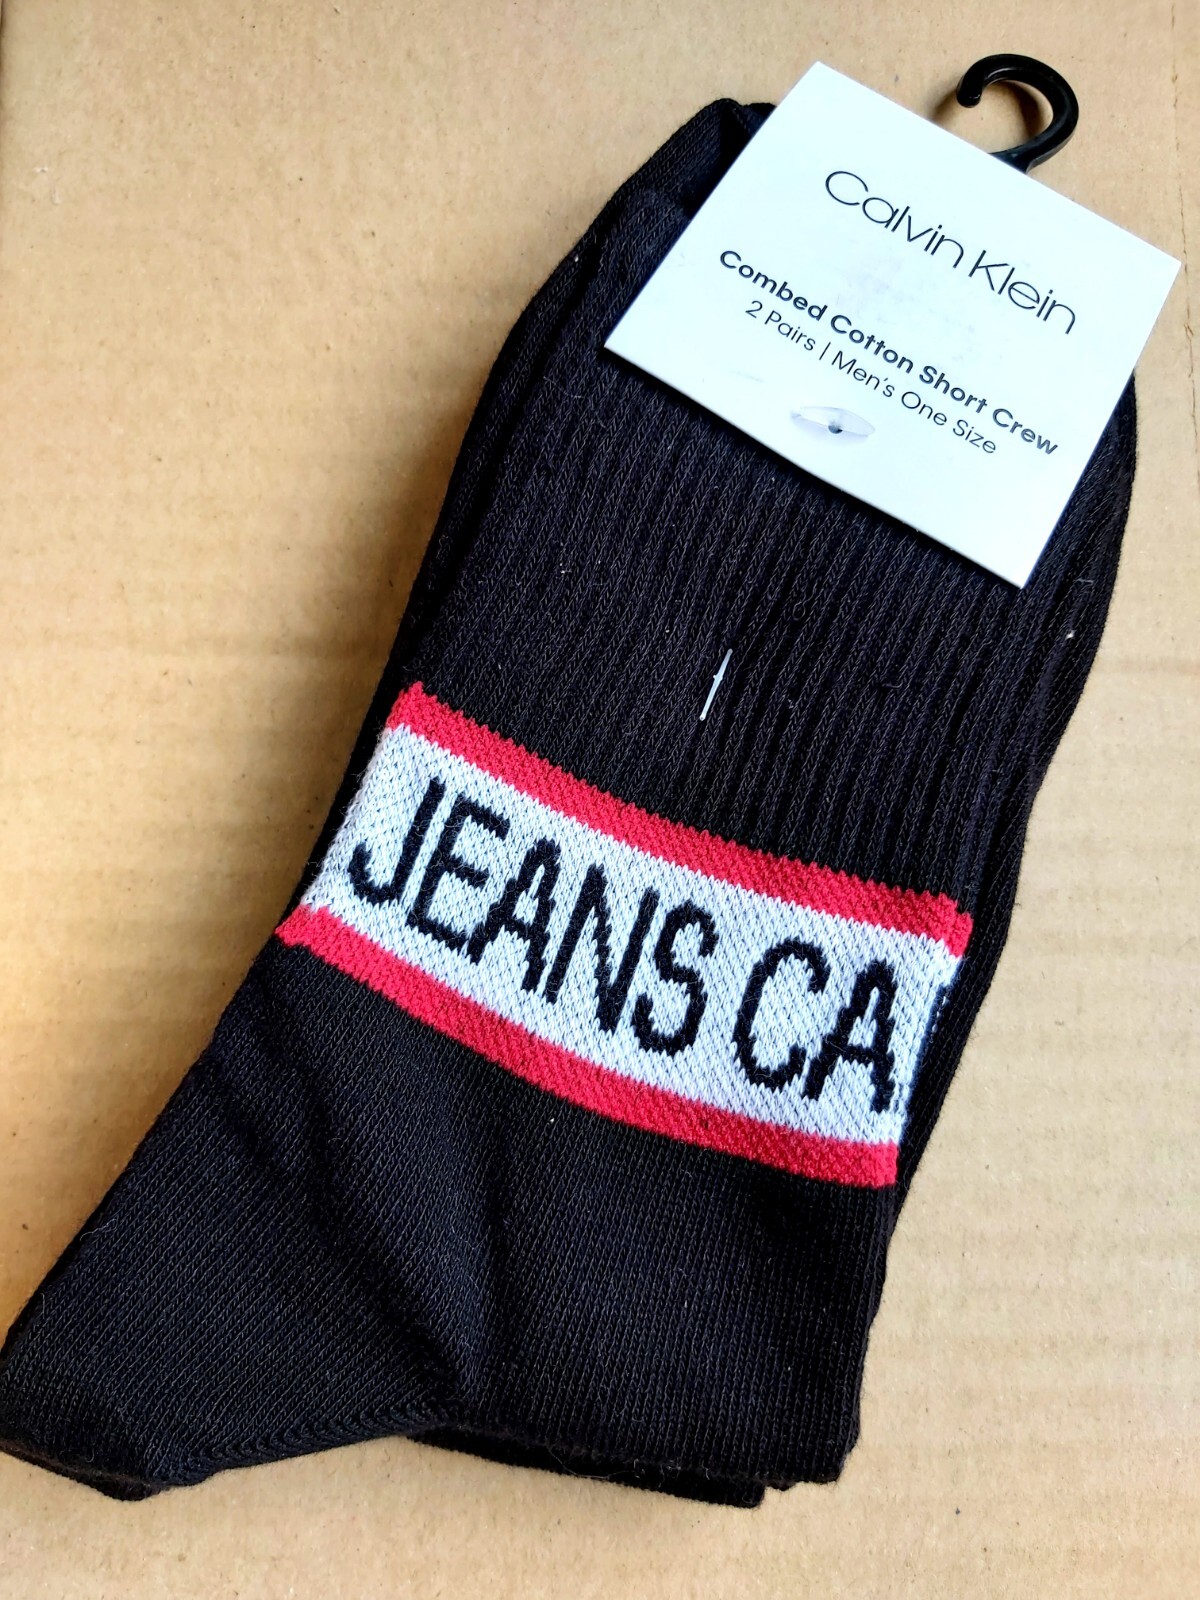 Calvin Klein
Combed Cotton Short Crew
2 Pairs | Men's One Size
JEANS CA